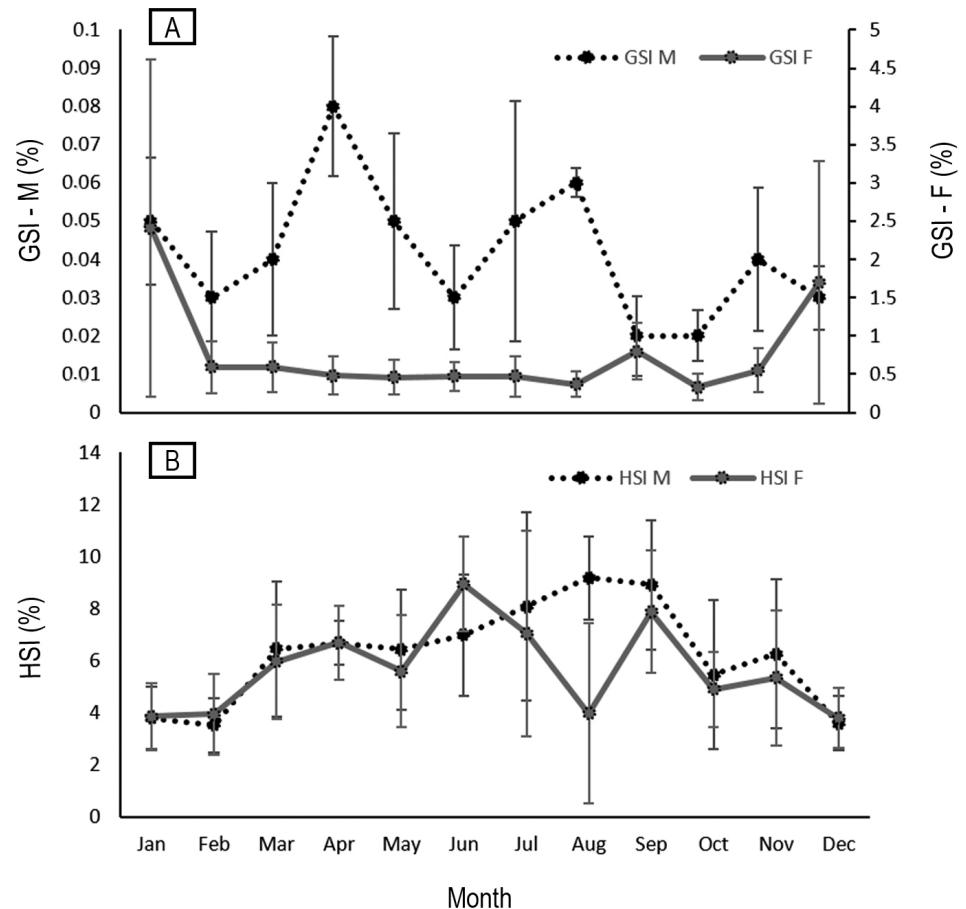 A
GSI M
GSI F
0.1
0.09
0.08
0.07
0.06
0.05
0.04
0.03
0.02
0.01
0
GSI - M (%)
5
4.5
4
3.5
3
2.5
2
1.5
1
0.5
0
GSI - F (%)
B
HSI M
HSI F
14
12
10
8
6
4
2
0
HSI (%)
Jan Feb Mar Apr May Jun Jul Aug Sep Oct Nov Dec
Month